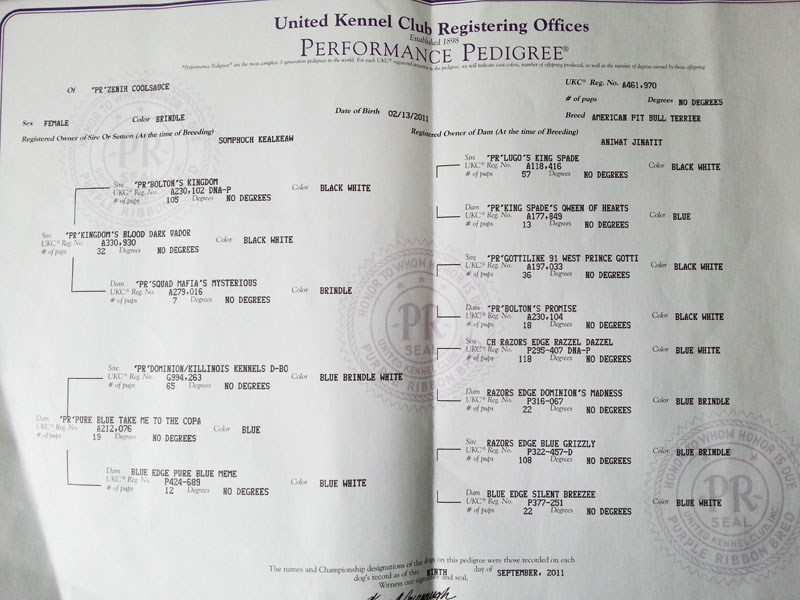 United Kennel Club Registering Offices
Established 1898
PERFORMANCE PEDIGREE®
Of 'PR'ZENIH COOLSAUCE
UKC® Reg. No. A461,970
# of pups Degrees NO DEGREES
Sex FEMALE Color BRINDLE Date of Birth 02/13/2011 Breed AMERICAN PIT BULL TERRIER
Registered Owner of Sire Or Semen (At the time of Breeding) SOMPHOCH KEALKEAW
Registered Owner of Dam (At the time of Breeding) ANIWAT JINATIT
Sire 'PR'KINGDOM'S BLOOD DARK VADOR
UKC® Reg. No. A330,930 Color BLACK WHITE
# of pups 32 Degrees NO DEGREES
Sire 'PR'BOLTON'S KINGDOM
UKC® Reg. No. A230,102 DNA-P Color BLACK WHITE
# of pups 105 Degrees NO DEGREES
Dam 'PR'SQUAD MAFIA'S MYSTERIOUS
UKC® Reg. No. A279,016 Color BRINDLE
# of pups 7 Degrees NO DEGREES
Dam 'PR'PURE BLUE TAKE ME TO THE COPA
UKC® Reg. No. A212,076 Color BLUE
# of pups 19 Degrees NO DEGREES
Sire 'PR'DOMINION/KILLINOIS KENNELS D-BO
UKC® Reg. No. G994,263 Color BLUE BRINDLE WHITE
# of pups 65 Degrees NO DEGREES
Dam BLUE EDGE PURE BLUE MEME
UKC® Reg. No. P424-689 Color BLUE WHITE
# of pups 12 Degrees NO DEGREES
Sire 'PR'LUGO'S KING SPADE
UKC® Reg. No. A118,416 Color BLACK WHITE
# of pups 57 Degrees NO DEGREES
Dam 'PR'KING SPADE'S QWEEN OF HEARTS
UKC® Reg. No. A177,849 Color BLUE
# of pups 13 Degrees NO DEGREES
Sire 'PR'GOTTILINE 91 WEST PRINCE GOTTI
UKC® Reg. No. A197,033 Color BLACK WHITE
# of pups 36 Degrees NO DEGREES
Dam 'PR'BOLTON'S PROMISE
UKC® Reg. No. A230,104 Color BLACK WHITE
# of pups 18 Degrees NO DEGREES
Sire CH RAZORS EDGE RAZZEL DAZZEL
UKC® Reg. No. P295-407 DNA-P Color BLUE WHITE
# of pups 118 Degrees NO DEGREES
Dam RAZORS EDGE DOMINION'S MADNESS
UKC® Reg. No. P316-067 Color BLUE BRINDLE
# of pups 22 Degrees NO DEGREES
Sire RAZORS EDGE BLUE GRIZZLY
UKC® Reg. No. P322-457-D Color BLUE BRINDLE
# of pups 108 Degrees NO DEGREES
Dam BLUE EDGE SILENT BREEZEE
UKC® Reg. No. P377-251 Color BLUE WHITE
# of pups 22 Degrees NO DEGREES
HONOR TO WHOM HONOR IS DUE
PR
SEAL
UNITED KENNEL CLUB INC.
PURPLE RIBBON BRED
The names and Championship designations of the dogs on this pedigree were those recorded on each
dog's record as of this NINTH day of SEPTEMBER, 2011
Witness our signature and seal,